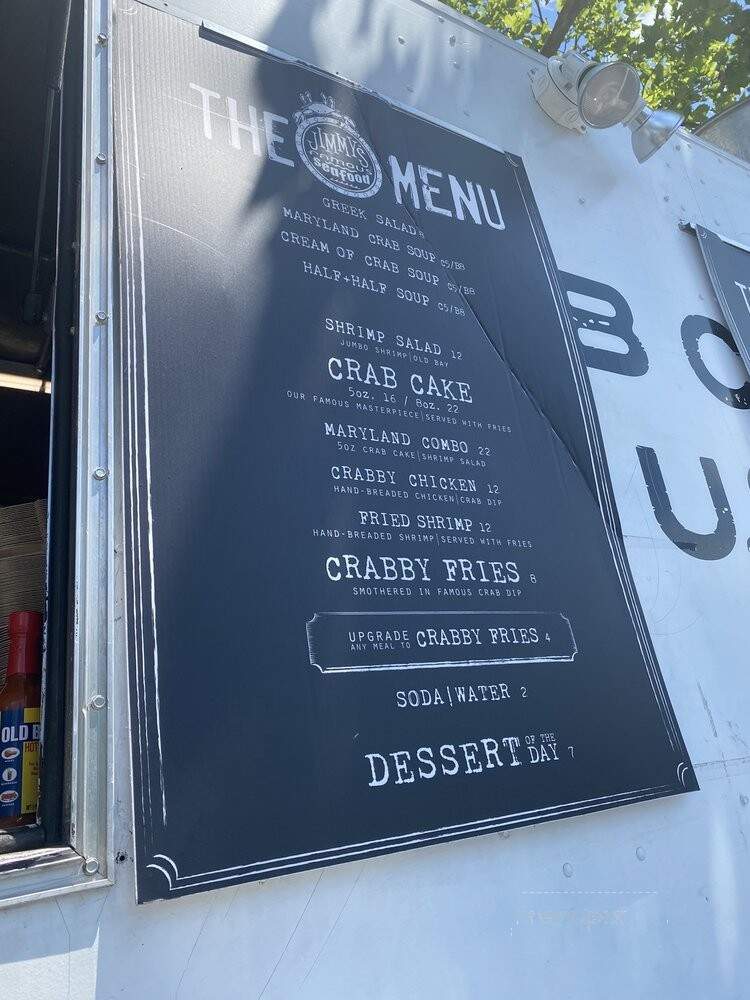 THE JIMMY'S FAMOUS SEAFOOD MENU
GREEK SALAD 8
MARYLAND CRAB SOUP C5/B8
CREAM OF CRAB SOUP C5/B8
HALF+HALF SOUP C5/B8
SHRIMP SALAD 12
JUMBO SHRIMP|OLD BAY
CRAB CAKE
5oz. 16 / 8oz. 22
OUR FAMOUS MASTERPIECE|SERVED WITH FRIES
MARYLAND COMBO 22
5OZ CRAB CAKE|SHRIMP SALAD
CRABBY CHICKEN 12
HAND-BREADED CHICKEN|CRAB DIP
FRIED SHRIMP 12
HAND-BREADED SHRIMP|SERVED WITH FRIES
CRABBY FRIES 8
SMOTHERED IN FAMOUS CRAB DIP
UPGRADE ANY MEAL TO CRABBY FRIES 4
SODA|WATER 2
DESSERT OF THE DAY 7
BO
US
OLD B
HOT